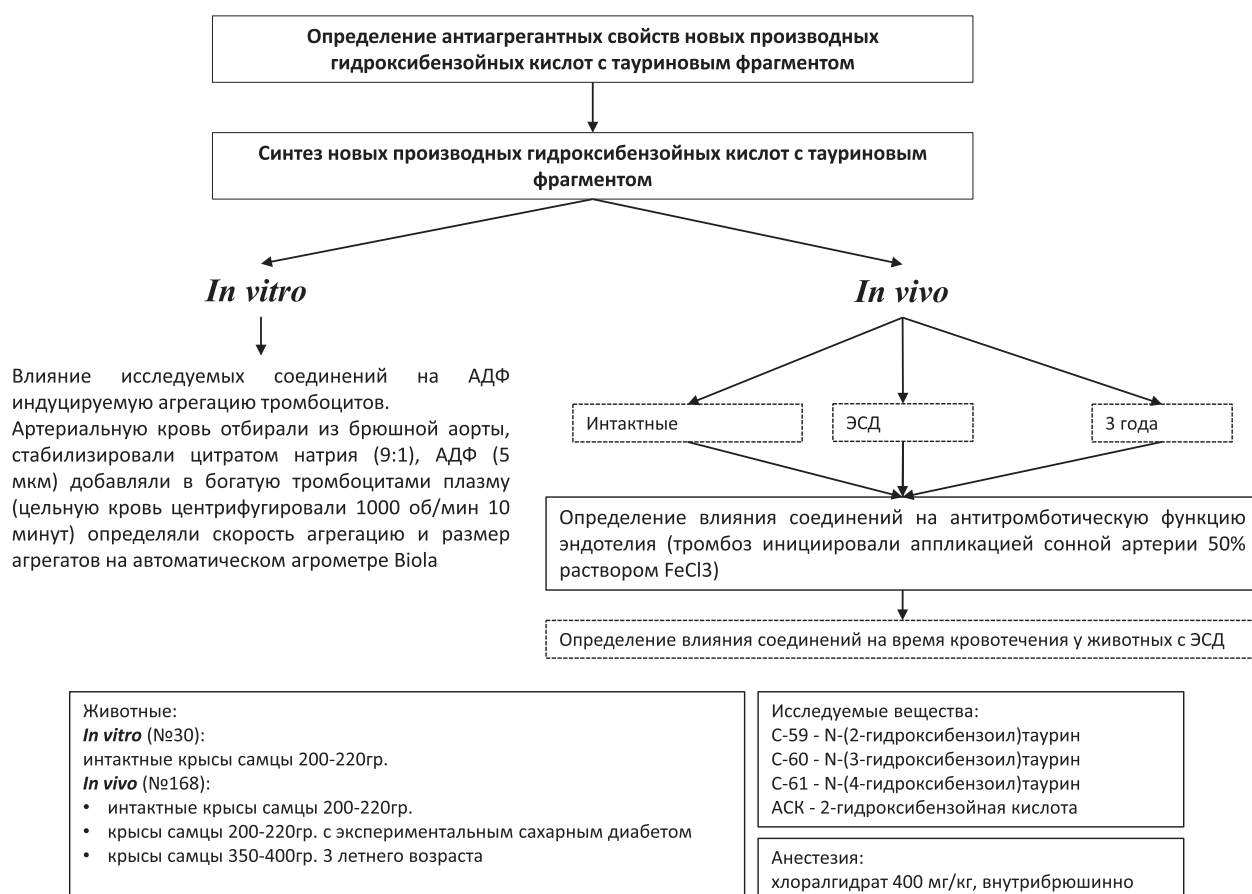 Определение антиагрегантных свойств новых производных
гидроксибензойных кислот с тауриновым фрагментом
Синтез новых производных гидроксибензойных кислот с тауриновым
фрагментом
In vitro
In vivo
Влияние исследуемых соединений на АДФ
индуцируемую агрегацию тромбоцитов.
Артериальную кровь отбирали из брюшной аорты,
стабилизировали цитратом натрия (9:1), АДФ (5
мкм) добавляли в богатую тромбоцитами плазму
(цельную кровь центрифугировали 1000 об/мин 10
минут) определяли скорость агрегацию и размер
агрегатов на автоматическом агрометре Biola
Интактные
ЭСД
3 года
Определение влияния соединений на антитромботическую функцию
эндотелия (тромбоз инициировали аппликацией сонной артерии 50%
раствором FeCl3)
Определение влияния соединений на время кровотечения у животных с ЭСД
Животные:
In vitro (№30):
интактные крысы самцы 200-220гр.
In vivo (№168):
• интактные крысы самцы 200-220гр.
• крысы самцы 200-220гр. с экспериментальным сахарным диабетом
• крысы самцы 350-400гр. 3 летнего возраста
Исследуемые вещества:
С-59 - N-(2-гидроксибензоил)таурин
С-60 - N-(3-гидроксибензоил)таурин
С-61 - N-(4-гидроксибензоил)таурин
АСК - 2-гидроксибензойная кислота
Анестезия:
хлоралгидрат 400 мг/кг, внутрибрюшинно